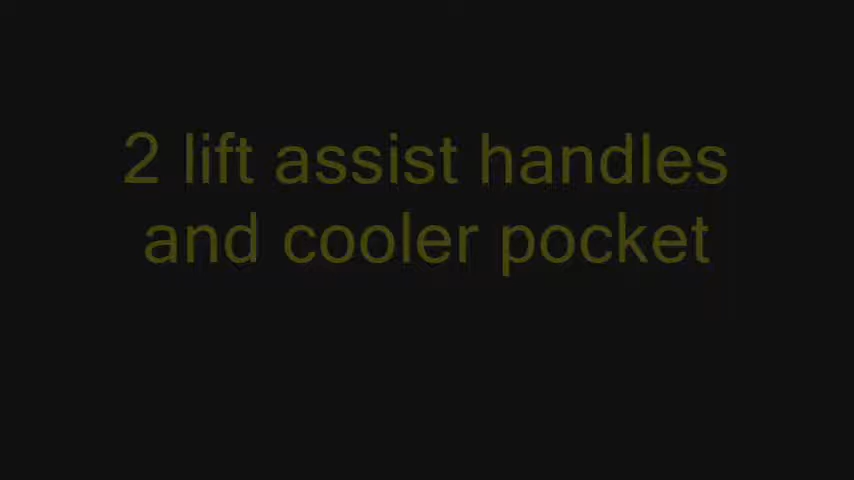 2 lift assist handles
and cooler pocket